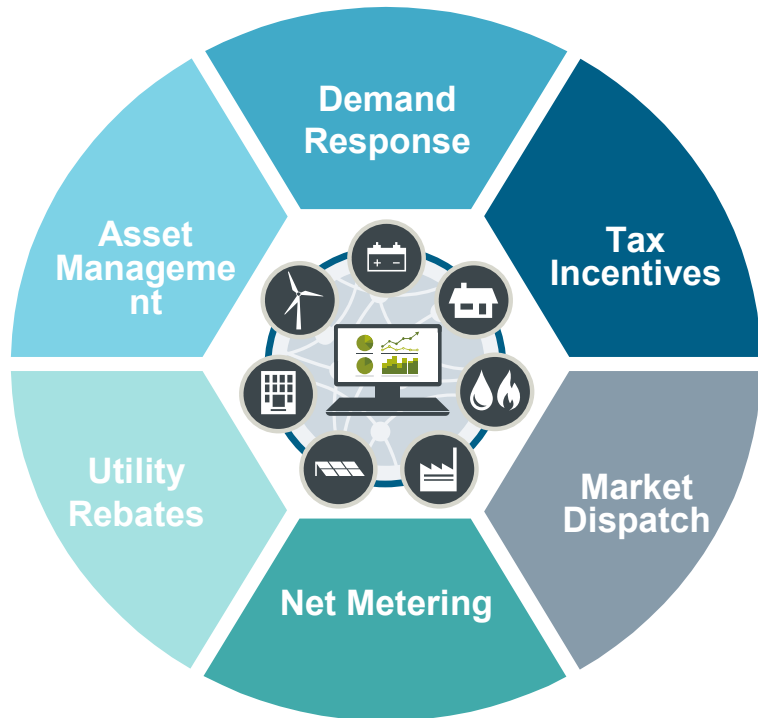 Demand
Response
Tax
Incentives
Market
Dispatch
Net Metering
Utility
Rebates
Asset
Manageme
nt